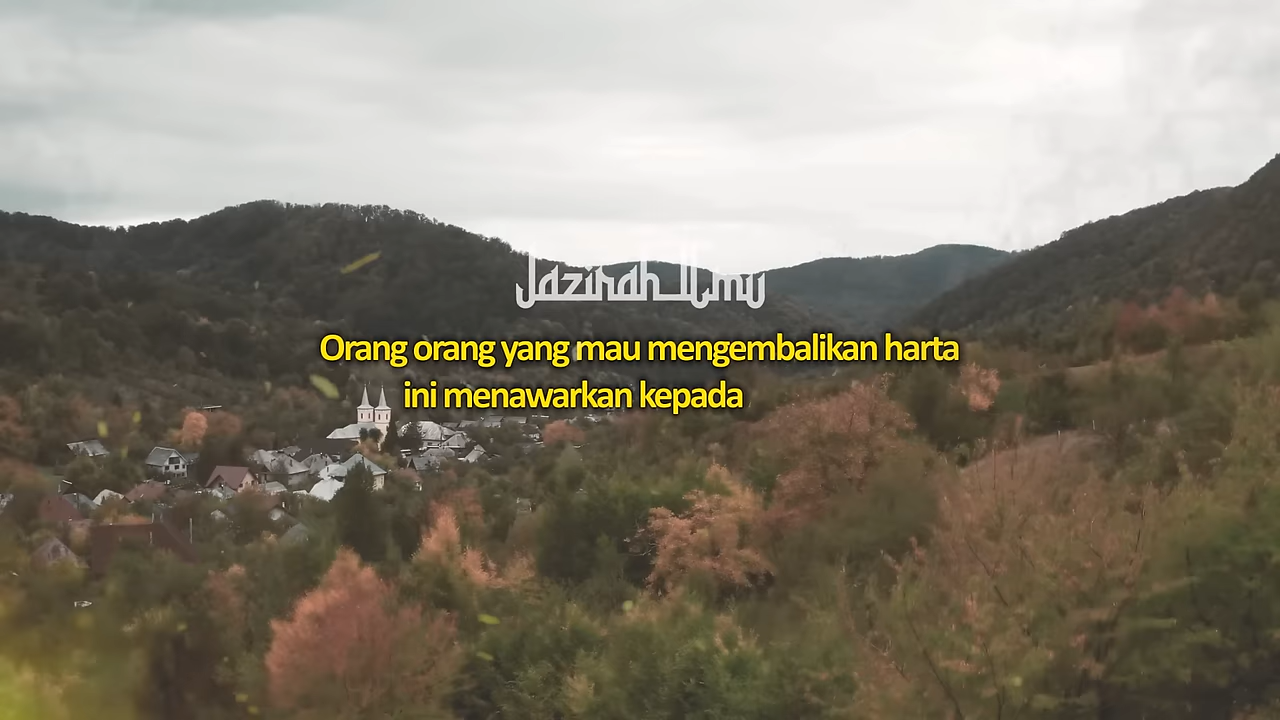 Jazirah Ilmu
Orang orang yang mau mengembalikan harta
ini menawarkan kepada